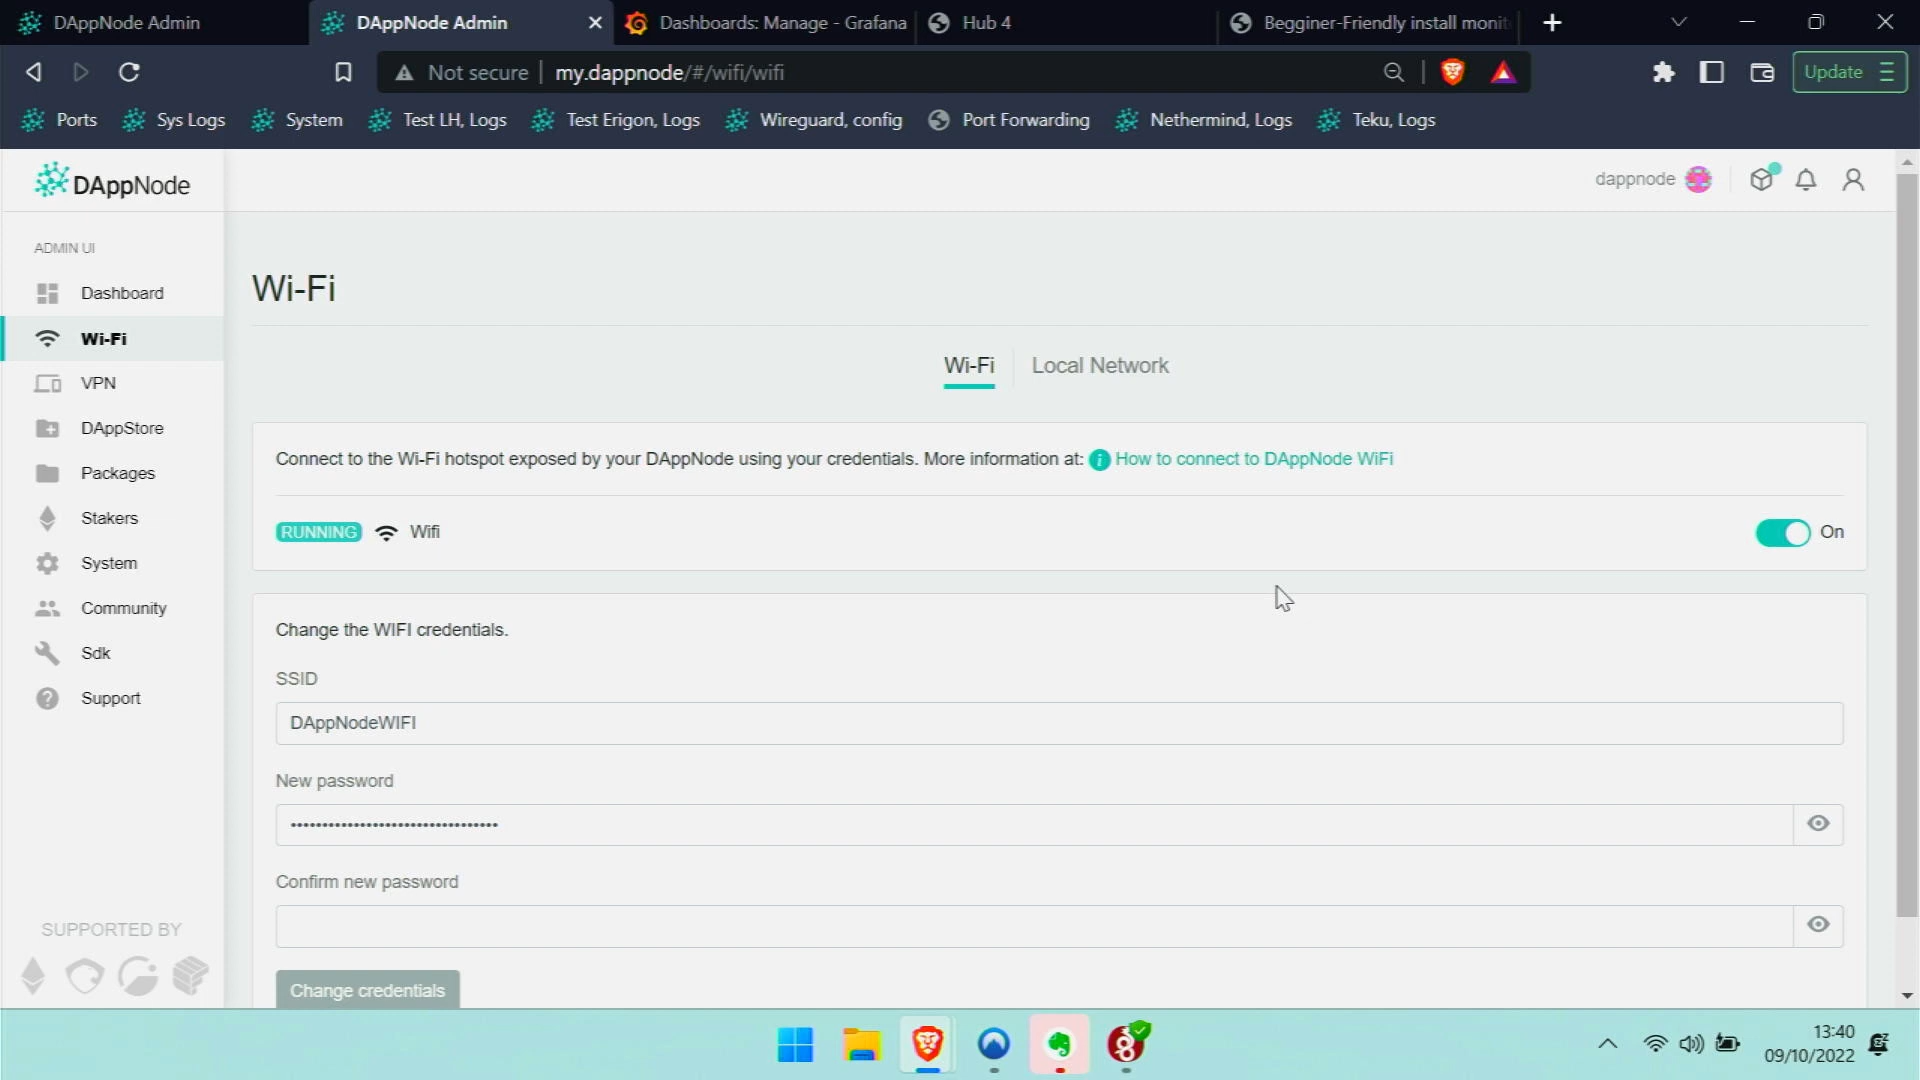 DAppNode Admin
DAppNode Admin
Dashboards: Manage - Grafana
Hub 4
Begginer-Friendly install monit
Not secure
my.dappnode/#/wifi/wifi
Update
Ports
Sys Logs
System
Test LH, Logs
Test Erigon, Logs
Wireguard, config
Port Forwarding
Nethermind, Logs
Teku, Logs
DAppNode
dappnode
ADMIN UI
Dashboard
Wi-Fi
VPN
DAppStore
Packages
Stakers
System
Community
Sdk
Support
SUPPORTED BY
Wi-Fi
Wi-Fi
Local Network
Connect to the Wi-Fi hotspot exposed by your DAppNode using your credentials. More information at: How to connect to DAppNode WiFi
RUNNING
Wifi
On
Change the WIFI credentials.
SSID
DAppNodeWIFI
New password
Confirm new password
Change credentials
13:40
09/10/2022